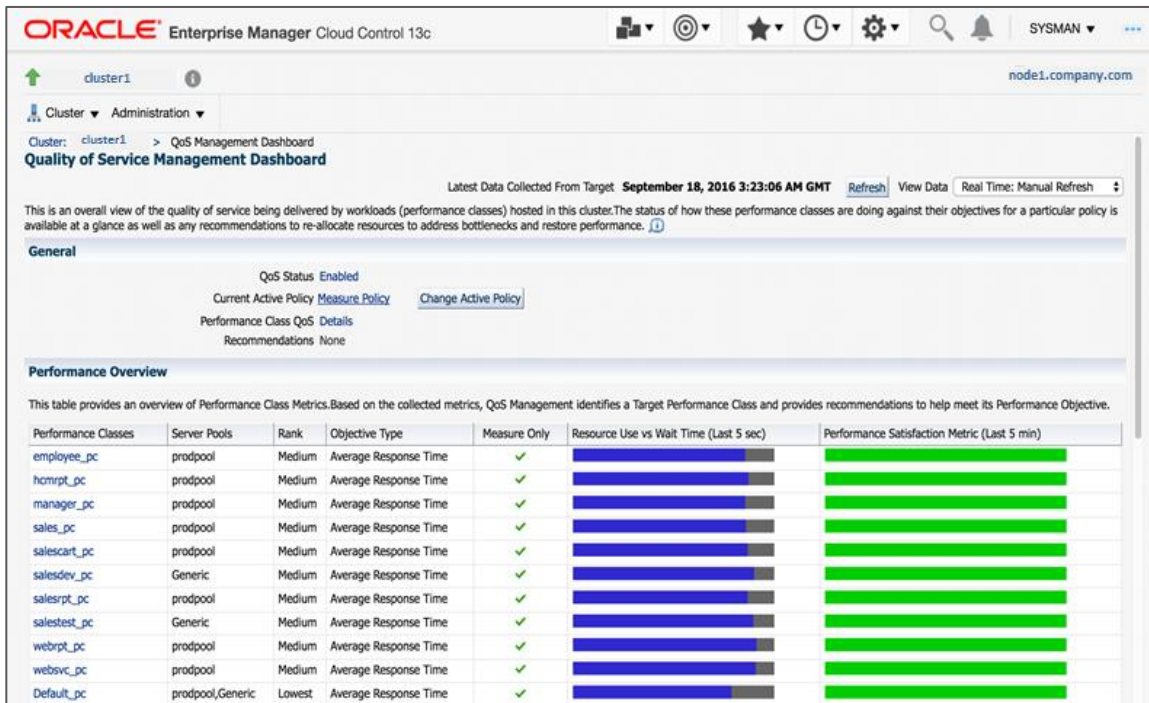 ORACLE Enterprise Manager Cloud Control 13c SYSMAN
cluster1 node1.company.com
Cluster Administration
Cluster: cluster1 > QoS Management Dashboard
Quality of Service Management Dashboard
Latest Data Collected From Target September 18, 2016 3:23:06 AM GMT Refresh View Data Real Time: Manual Refresh
This is an overall view of the quality of service being delivered by workloads (performance classes) hosted in this cluster.The status of how these performance classes are doing against their objectives for a particular policy is
available at a glance as well as any recommendations to re-allocate resources to address bottlenecks and restore performance.
General
QoS Status Enabled
Current Active Policy Measure Policy Change Active Policy
Performance Class QoS Details
Recommendations None
Performance Overview
This table provides an overview of Performance Class Metrics.Based on the collected metrics, QoS Management identifies a Target Performance Class and provides recommendations to help meet its Performance Objective.
Performance Classes Server Pools Rank Objective Type Measure Only Resource Use vs Wait Time (Last 5 sec) Performance Satisfaction Metric (Last 5 min)
employee_pc prodpool Medium Average Response Time
hcmrpt_pc prodpool Medium Average Response Time
manager_pc prodpool Medium Average Response Time
sales_pc prodpool Medium Average Response Time
salescart_pc prodpool Medium Average Response Time
salesdev_pc Generic Medium Average Response Time
salesrpt_pc prodpool Medium Average Response Time
salestest_pc Generic Medium Average Response Time
webrpt_pc prodpool Medium Average Response Time
websvc_pc prodpool Medium Average Response Time
Default_pc prodpool,Generic Lowest Average Response Time